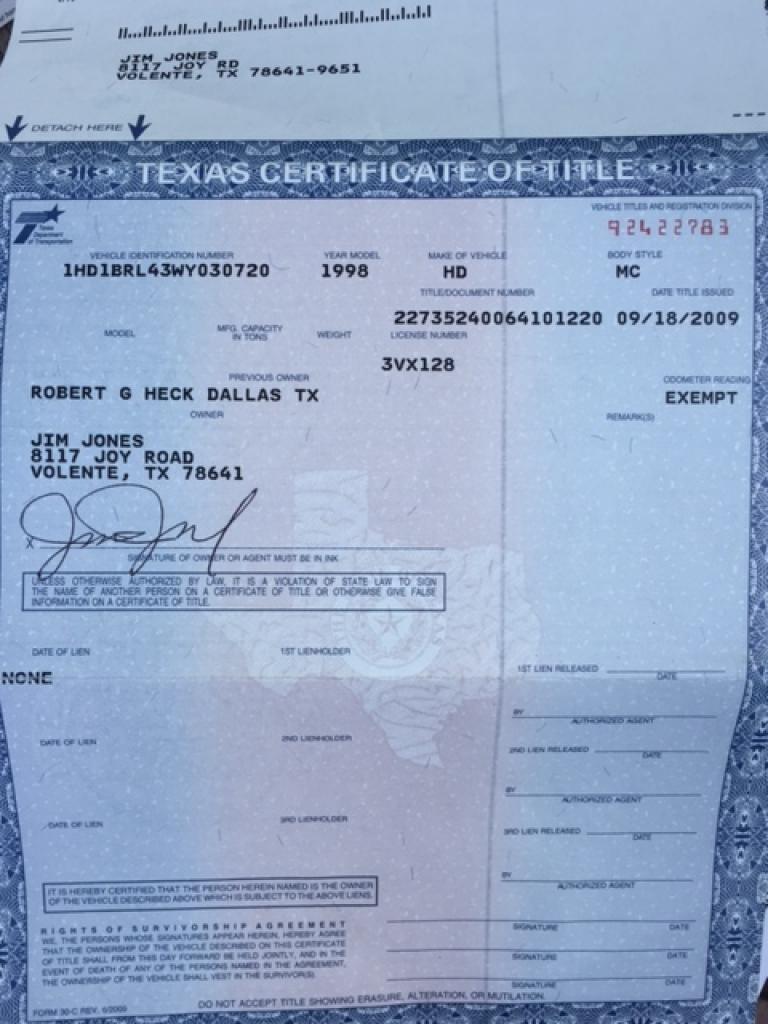 JIM JONES
8117 JOY RD
VOLENTE, TX 78641-9651
DETACH HERE
TEXAS CERTIFICATE OF TITLE
Texas
Department
of Transportation
VEHICLE TITLES AND REGISTRATION DIVISION
92422783
VEHICLE IDENTIFICATION NUMBER YEAR MODEL MAKE OF VEHICLE BODY STYLE
1HD1BRL43WY030720 1998 HD MC
TITLE/DOCUMENT NUMBER DATE TITLE ISSUED
22735240064101220 09/18/2009
MODEL MFG. CAPACITY IN TONS WEIGHT LICENSE NUMBER
3VX128
PREVIOUS OWNER ODOMETER READING
ROBERT G HECK DALLAS TX EXEMPT
OWNER REMARK(S)
JIM JONES
8117 JOY ROAD
VOLENTE, TX 78641
X
SIGNATURE OF OWNER OR AGENT MUST BE IN INK
UNLESS OTHERWISE AUTHORIZED BY LAW, IT IS A VIOLATION OF STATE LAW TO SIGN
THE NAME OF ANOTHER PERSON ON A CERTIFICATE OF TITLE OR OTHERWISE GIVE FALSE
INFORMATION ON A CERTIFICATE OF TITLE.
DATE OF LIEN 1ST LIENHOLDER
NONE
1ST LIEN RELEASED
DATE
BY
AUTHORIZED AGENT
DATE OF LIEN 2ND LIENHOLDER
2ND LIEN RELEASED
DATE
BY
AUTHORIZED AGENT
DATE OF LIEN 3RD LIENHOLDER
3RD LIEN RELEASED
DATE
BY
AUTHORIZED AGENT
IT IS HEREBY CERTIFIED THAT THE PERSON HEREIN NAMED IS THE OWNER
OF THE VEHICLE DESCRIBED ABOVE WHICH IS SUBJECT TO THE ABOVE LIENS.
RIGHTS OF SURVIVORSHIP AGREEMENT
WE, THE PERSONS WHOSE SIGNATURES APPEAR HEREIN, HEREBY AGREE
THAT THE OWNERSHIP OF THE VEHICLE DESCRIBED ON THIS CERTIFICATE
OF TITLE SHALL FROM THIS DAY FORWARD BE HELD JOINTLY, AND IN THE
EVENT OF DEATH OF ANY OF THE PERSONS NAMED IN THE AGREEMENT,
THE OWNERSHIP OF THE VEHICLE SHALL VEST IN THE SURVIVOR(S).
SIGNATURE DATE
SIGNATURE DATE
SIGNATURE DATE
FORM 30-C REV. 6/2009
DO NOT ACCEPT TITLE SHOWING ERASURE, ALTERATION, OR MUTILATION.